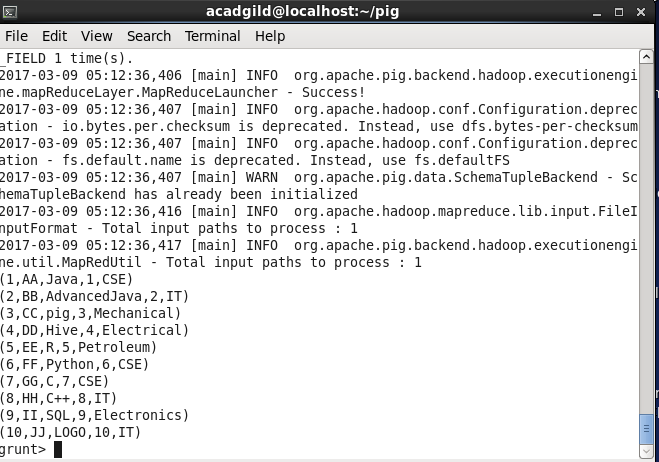 acadgild@localhost:~/pig
File Edit View Search Terminal Help
_FIELD 1 time(s).
2017-03-09 05:12:36,406 [main] INFO  org.apache.pig.backend.hadoop.executionengi
ne.mapReduceLayer.MapReduceLauncher - Success!
2017-03-09 05:12:36,407 [main] INFO  org.apache.hadoop.conf.Configuration.deprec
ation - io.bytes.per.checksum is deprecated. Instead, use dfs.bytes-per-checksum
2017-03-09 05:12:36,407 [main] INFO  org.apache.hadoop.conf.Configuration.deprec
ation - fs.default.name is deprecated. Instead, use fs.defaultFS
2017-03-09 05:12:36,407 [main] WARN  org.apache.pig.data.SchemaTupleBackend - Sc
hemaTupleBackend has already been initialized
2017-03-09 05:12:36,416 [main] INFO  org.apache.hadoop.mapreduce.lib.input.FileI
nputFormat - Total input paths to process : 1
2017-03-09 05:12:36,417 [main] INFO  org.apache.pig.backend.hadoop.executionengi
ne.util.MapRedUtil - Total input paths to process : 1
(1,AA,Java,1,CSE)
(2,BB,AdvancedJava,2,IT)
(3,CC,pig,3,Mechanical)
(4,DD,Hive,4,Electrical)
(5,EE,R,5,Petroleum)
(6,FF,Python,6,CSE)
(7,GG,C,7,CSE)
(8,HH,C++,8,IT)
(9,II,SQL,9,Electronics)
(10,JJ,LOGO,10,IT)
grunt>